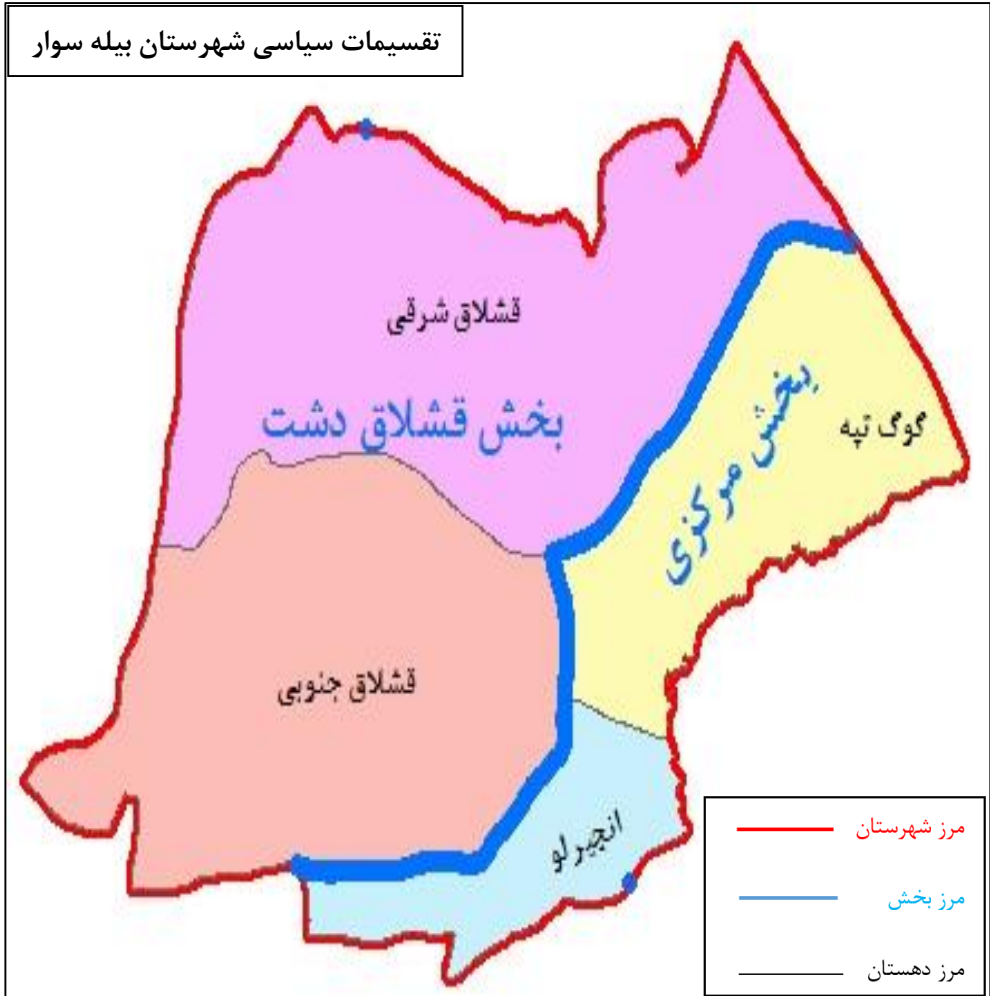 تقسیمات سیاسی شهرستان بیله سوار
قشلاق شرقی
بخش قشلاق دشت
بخش مرکزی
گوگ تپه
قشلاق جنوبی
انجیرلو
مرز شهرستان
مرز بخش
مرز دهستان